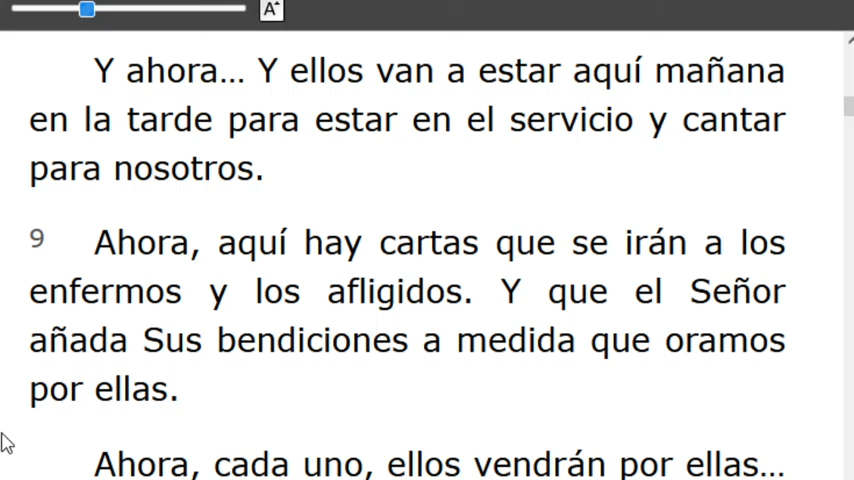 A
Y ahora… Y ellos van a estar aquí mañana
en la tarde para estar en el servicio y cantar
para nosotros.
9 Ahora, aquí hay cartas que se irán a los
enfermos y los afligidos. Y que el Señor
añada Sus bendiciones a medida que oramos
por ellas.
Ahora, cada uno, ellos vendrán por ellas…